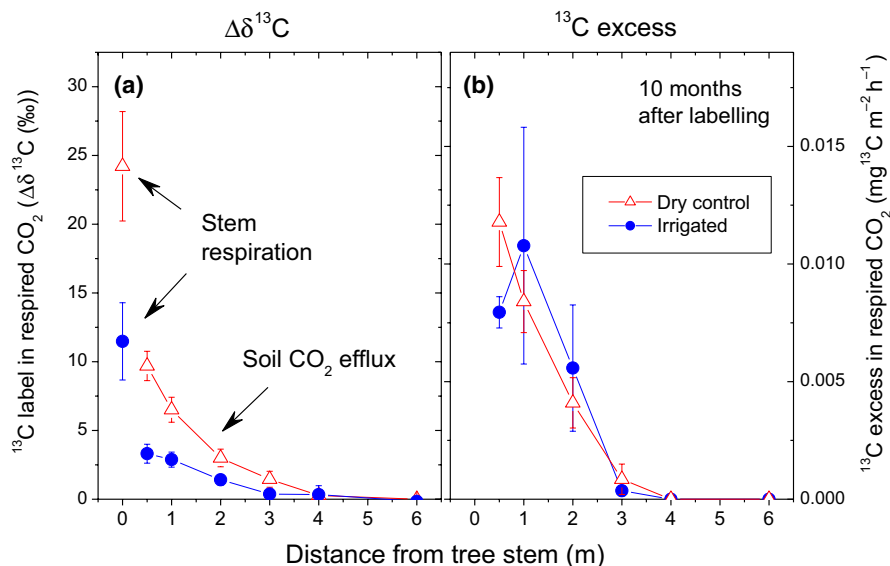 Δδ¹³C
¹³C excess
(a)
(b)
10 months
after labelling
Dry control
Irrigated
Stem
respiration
Soil CO₂ efflux
¹³C label in respired CO₂ (Δδ¹³C (‰))
30
25
20
15
10
5
0
0.015
0.010
0.005
0.000
¹³C excess in respired CO₂ (mg¹³C m⁻² h⁻¹)
0 1 2 3 4 5 6
0 1 2 3 4 5 6
Distance from tree stem (m)